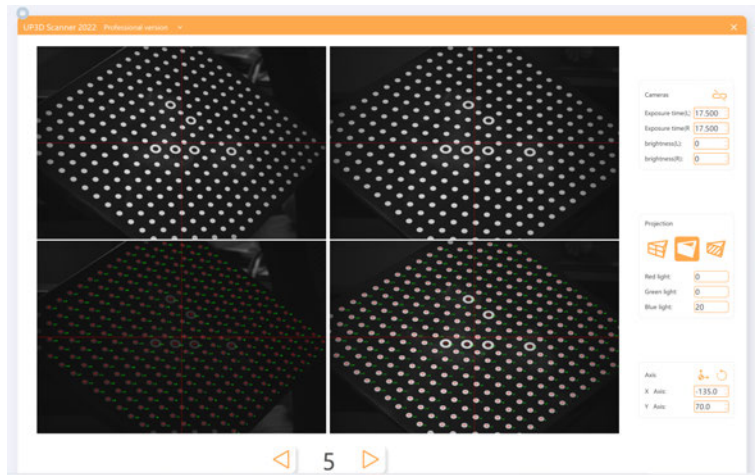 UP3D Scanner 2022 Professional version
Cameras
Exposure time(L) 17.500
Exposure time(R 17.500
brightness(L): 0
brightness(R): 0
Projection
Red light: 0
Green light: 0
Blue light: 20
Axis
X Axis: -135.0
Y Axis: 70.0
5